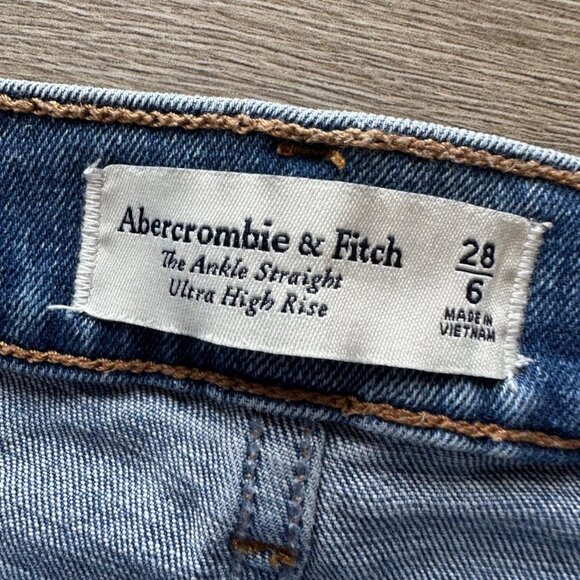 Abercrombie & Fitch
The Ankle Straight
Ultra High Rise
28
6
MADE IN
VIETNAM